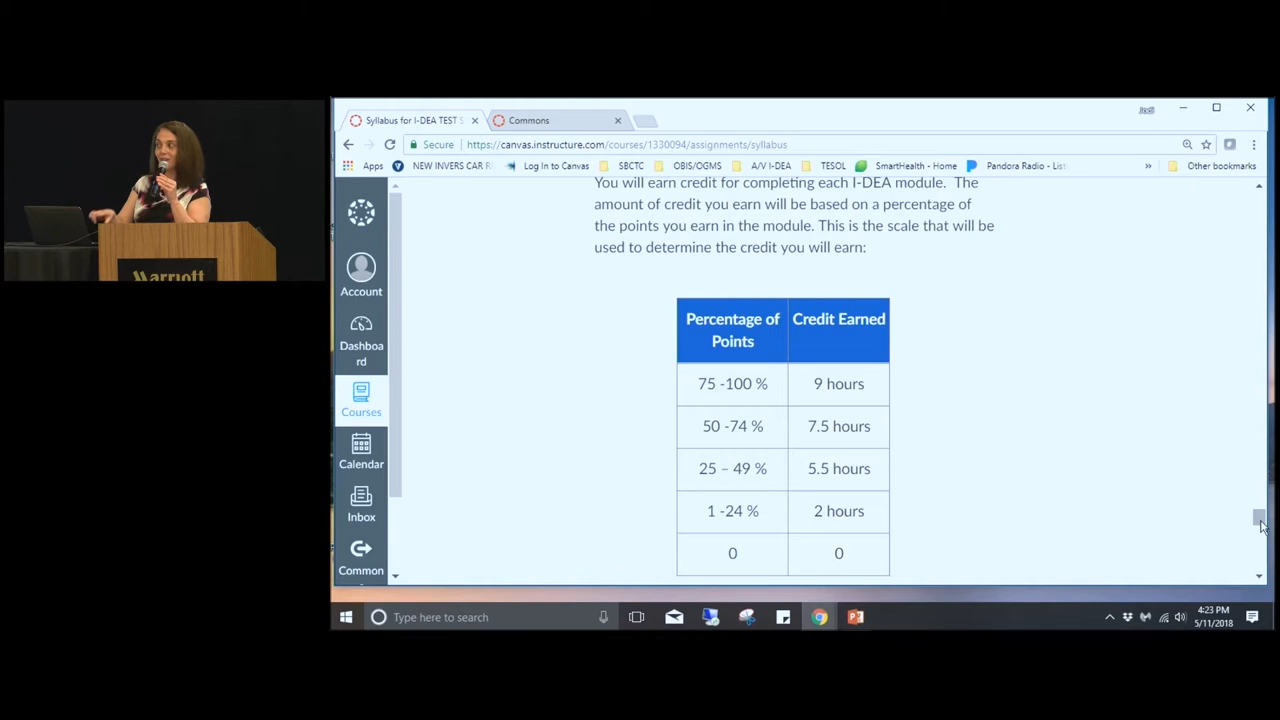 Marriott
Syllabus for I-DEA TEST S
Commons
Secure
https://canvas.instructure.com/courses/1330094/assignments/syllabus
Apps
NEW INVERS CAR R
Log In to Canvas
SBCTC
OBIS/OGMS
A/V I-DEA
TESOL
SmartHealth - Home
Pandora Radio - List
»
Other bookmarks
You will earn credit for completing each I-DEA module. The
amount of credit you earn will be based on a percentage of
the points you earn in the module. This is the scale that will be
used to determine the credit you will earn:
Account
Dashboa
rd
Courses
Calendar
Inbox
Common
Percentage of
Points
Credit Earned
75 -100 %
9 hours
50 -74 %
7.5 hours
25 – 49 %
5.5 hours
1 -24 %
2 hours
0
0
Type here to search
4:23 PM
5/11/2018